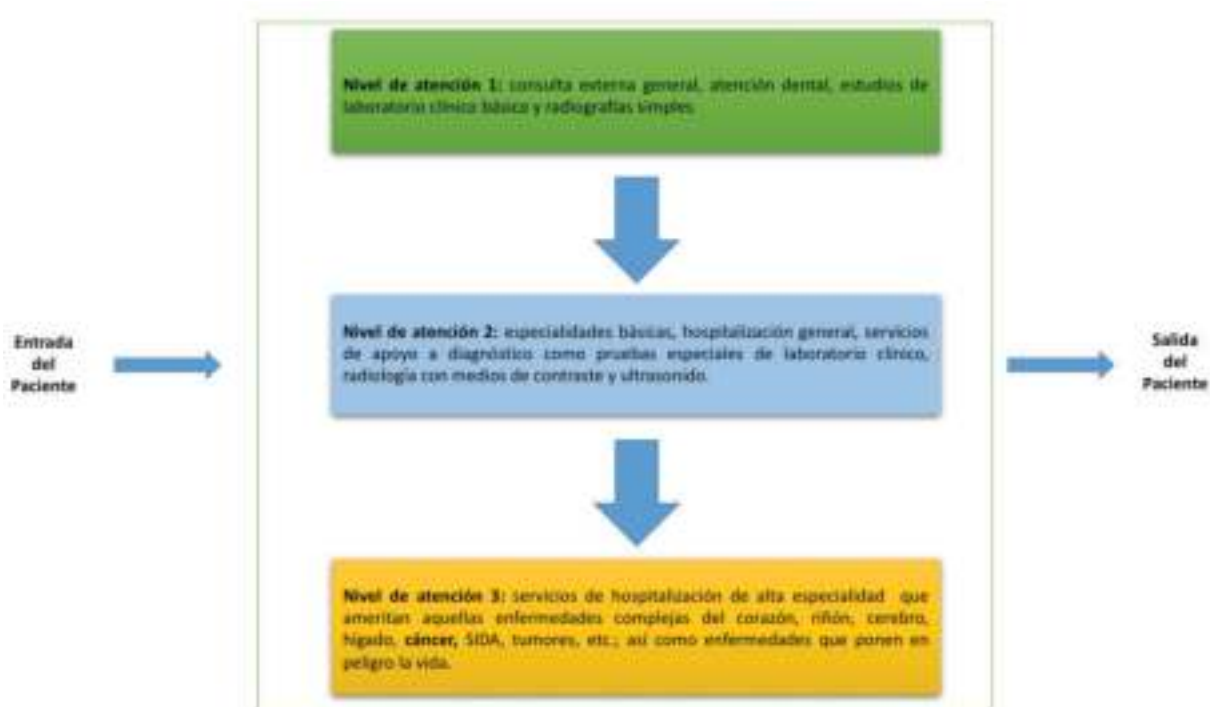 Nivel de atención 1: consulta externa general, atención dental, estudios de
laboratorio clínico básico y radiografías simples.
Entrada
del
Paciente
Nivel de atención 2: especialidades básicas, hospitalización general, servicios
de apoyo a diagnóstico como pruebas especiales de laboratorio clínico,
radiología con medios de contraste y ultrasonido.
Salida
del
Paciente
Nivel de atención 3: servicios de hospitalización de alta especialidad que
ameritan aquellas enfermedades complejas del corazón, riñón, cerebro,
hígado, cáncer, SIDA, tumores, etc.; así como enfermedades que ponen en
peligro la vida.